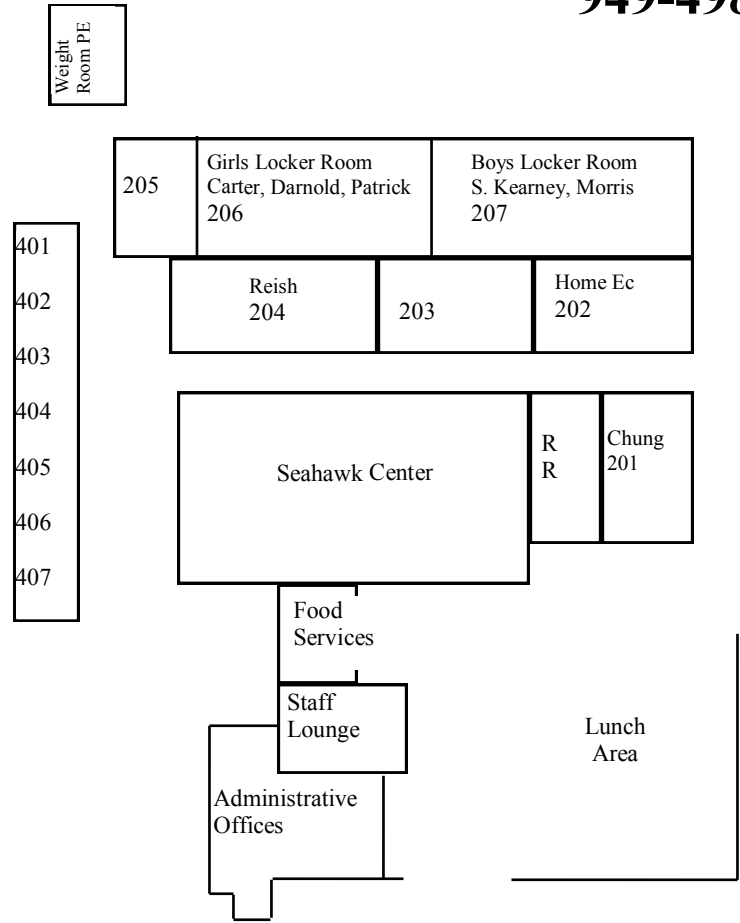 949-498
Weight
Room PE
205
Girls Locker Room
Carter, Darnold, Patrick
206
Boys Locker Room
S. Kearney, Morris
207
401
402
403
404
405
406
407
Reish
204
203
Home Ec
202
Seahawk Center
R
R
Chung
201
Food
Services
Staff
Lounge
Lunch
Area
Administrative
Offices